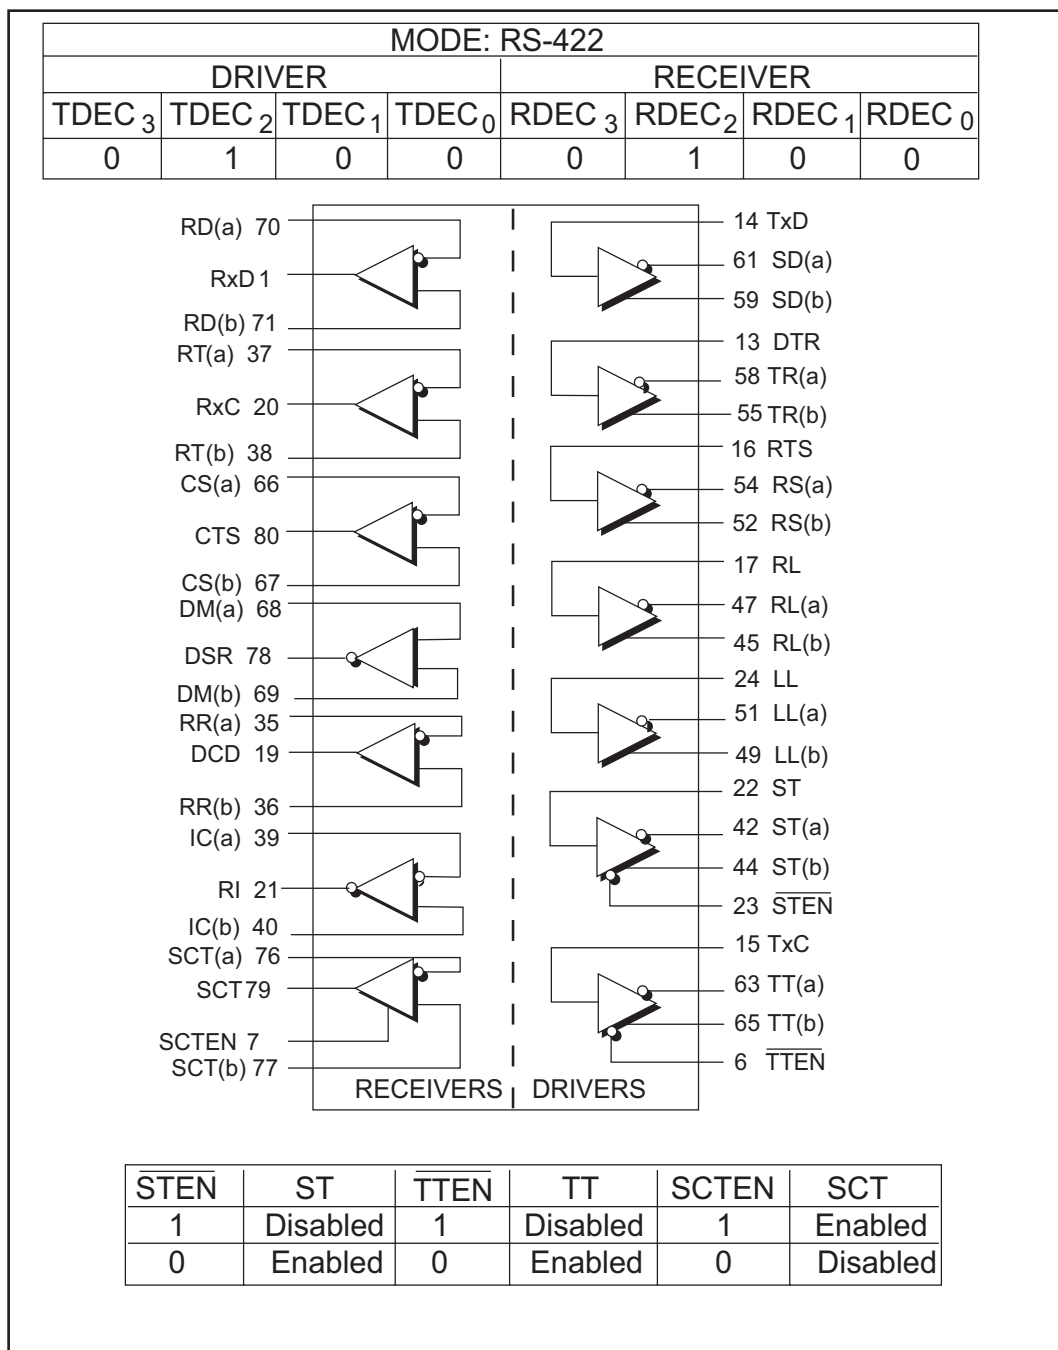 MODE: RS-422
DRIVER RECEIVER
TDEC3 TDEC2 TDEC1 TDEC0 RDEC3 RDEC2 RDEC1 RDEC0
0 1 0 0 0 1 0 0
RD(a) 70
RxD 1
RD(b) 71
RT(a) 37
RxC 20
RT(b) 38
CS(a) 66
CTS 80
CS(b) 67
DM(a) 68
DSR 78
DM(b) 69
RR(a) 35
DCD 19
RR(b) 36
IC(a) 39
RI 21
IC(b) 40
SCT(a) 76
SCT 79
SCTEN 7
SCT(b) 77
RECEIVERS
14 TxD
61 SD(a)
59 SD(b)
13 DTR
58 TR(a)
55 TR(b)
16 RTS
54 RS(a)
52 RS(b)
17 RL
47 RL(a)
45 RL(b)
24 LL
51 LL(a)
49 LL(b)
22 ST
42 ST(a)
44 ST(b)
23 S̅T̅E̅N̅
15 TxC
63 TT(a)
65 TT(b)
6 T̅T̅E̅N̅
DRIVERS
S̅T̅E̅N̅ ST T̅T̅E̅N̅ TT SCTEN SCT
1 Disabled 1 Disabled 1 Enabled
0 Enabled 0 Enabled 0 Disabled